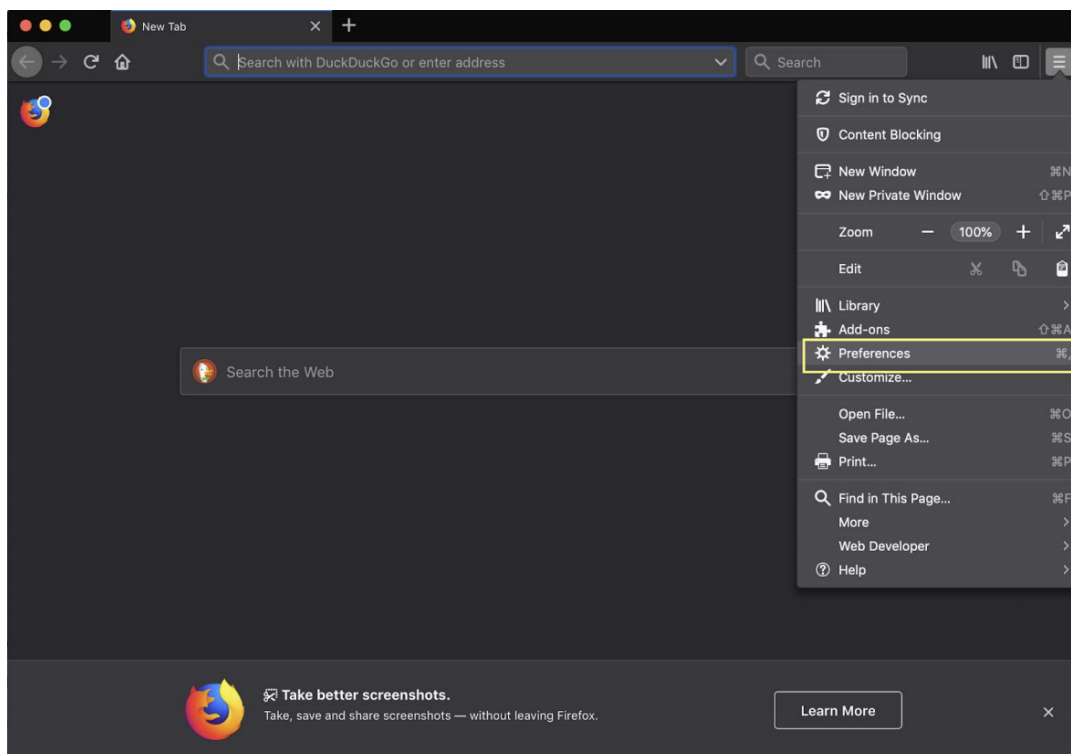 New Tab
Search with DuckDuckGo or enter address
Search
Sign in to Sync
Content Blocking
New Window ⌘N
New Private Window ⇧⌘P
Zoom − 100% +
Edit
Library
Add-ons ⇧⌘A
Preferences ⌘,
Customize...
Open File... ⌘O
Save Page As... ⌘S
Print... ⌘P
Find in This Page... ⌘F
More
Web Developer
Help
Search the Web
Take better screenshots.
Take, save and share screenshots — without leaving Firefox.
Learn More